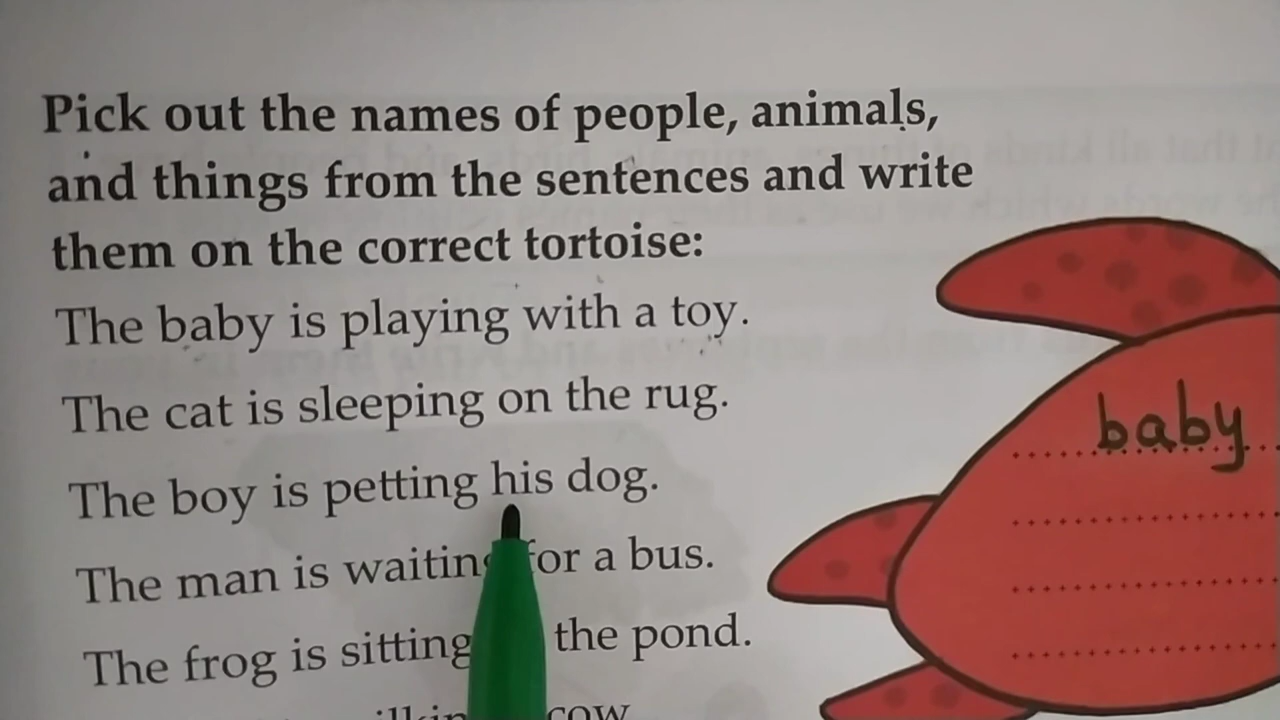 Pick out the names of people, animals,
and things from the sentences and write
them on the correct tortoise:
The baby is playing with a toy.
The cat is sleeping on the rug.
baby
The boy is petting his dog.
The man is waiting for a bus.
The frog is sitting the pond.
cow